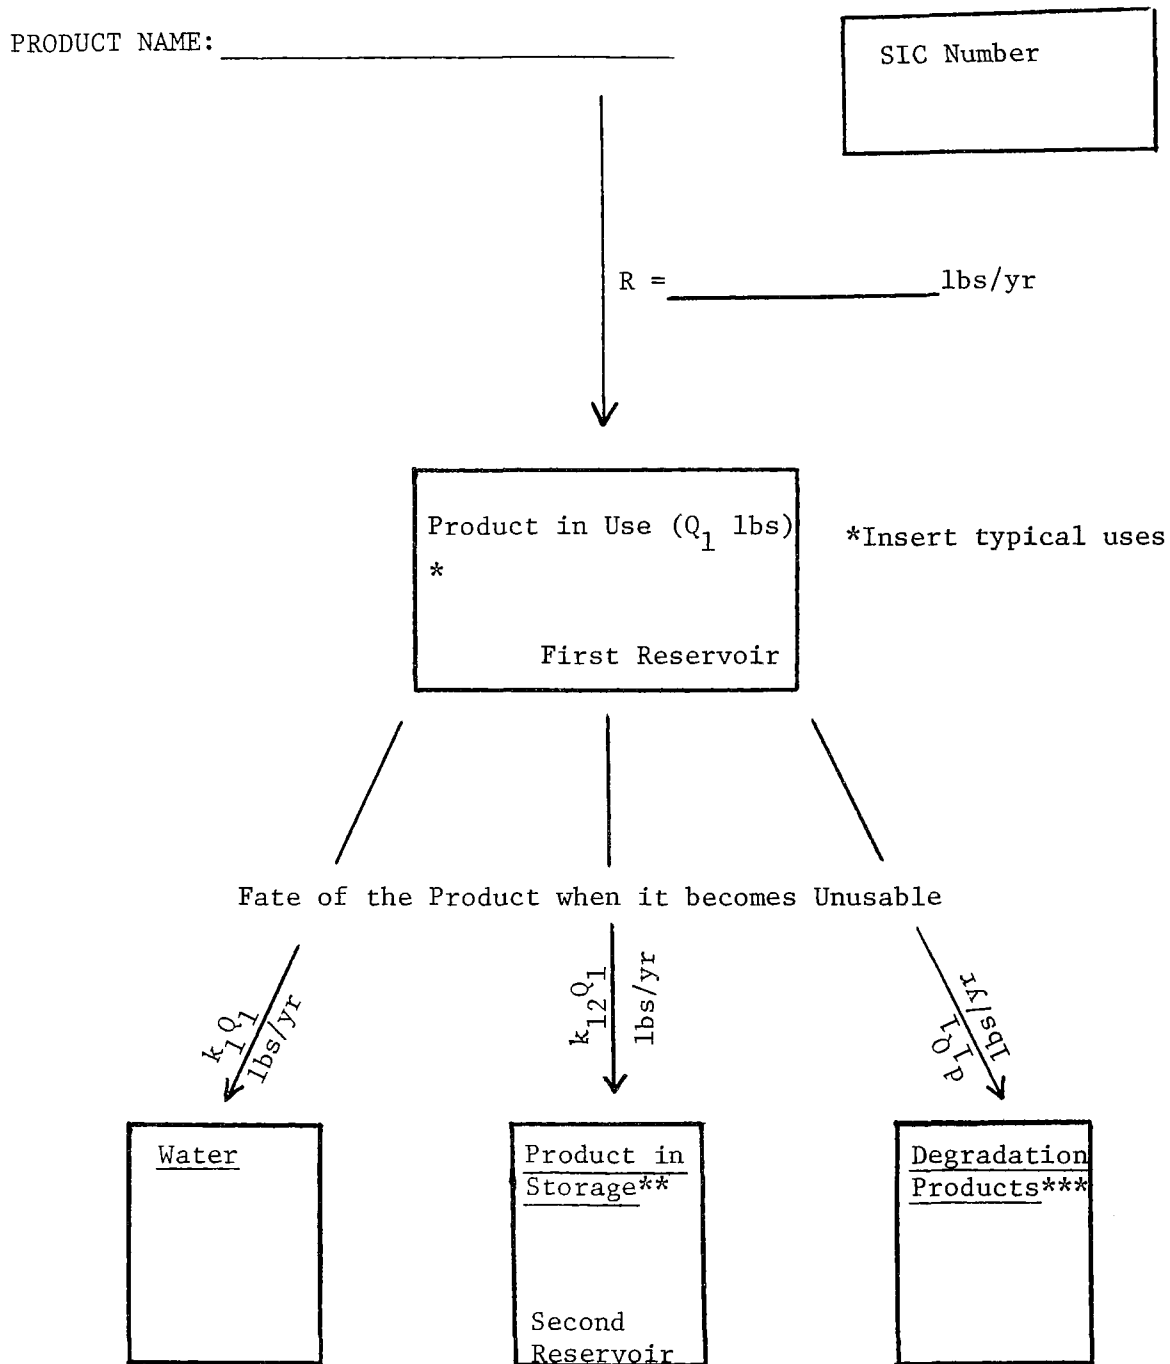 PRODUCT NAME:
SIC Number
R = lbs/yr
Product in Use (Q1 lbs)
*
*Insert typical uses
First Reservoir
Fate of the Product when it becomes Unusable
k1Q1
lbs/yr
k12Q1
lbs/yr
d1Q1
lbs/yr
Water
Product in
Storage**
Second
Reservoir
Degradation
Products***